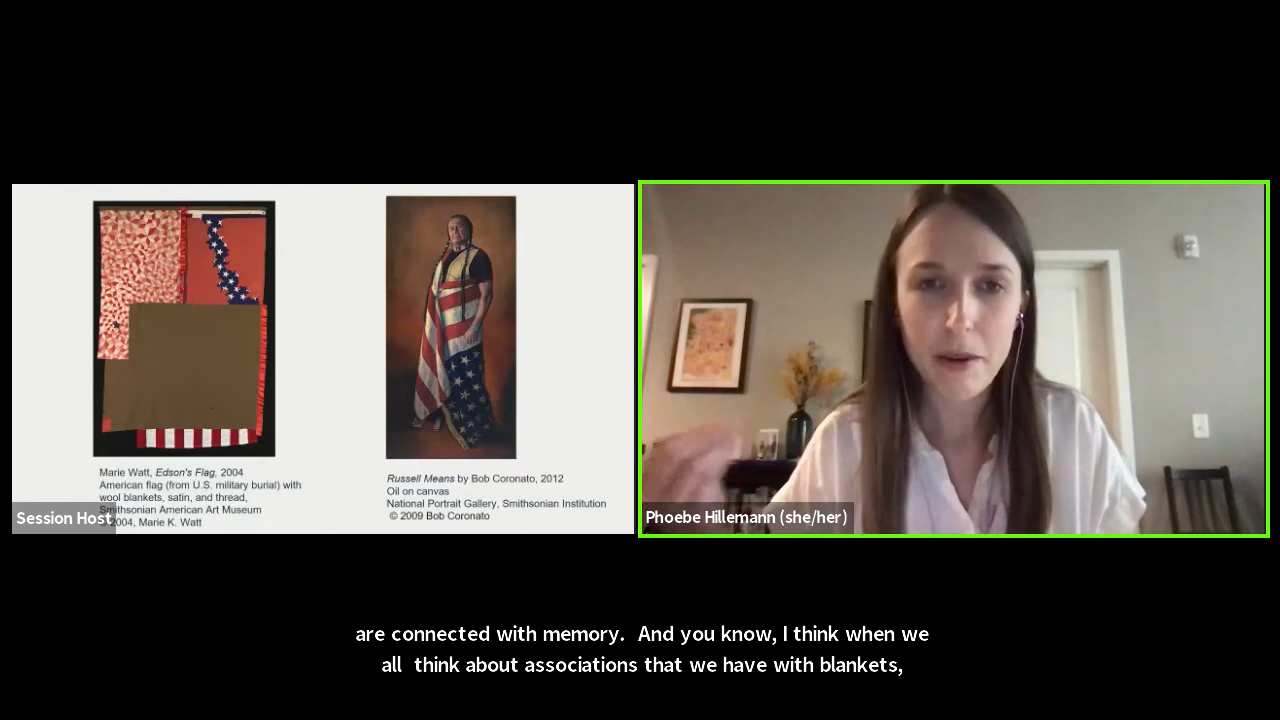 Marie Watt, Edson's Flag, 2004
American flag (from U.S. military burial) with
wool blankets, satin, and thread,
Smithsonian American Art Museum
2004, Marie K. Watt
Session Host
Russell Means by Bob Coronato, 2012
Oil on canvas
National Portrait Gallery, Smithsonian Institution
© 2009 Bob Coronato
Phoebe Hillemann (she/her)
are connected with memory. And you know, I think when we
all think about associations that we have with blankets,